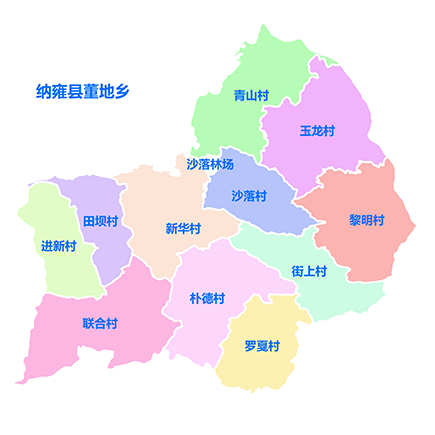 纳雍县董地乡
青山村
玉龙村
沙落林场
沙落村
黎明村
田坝村
新华村
进新村
街上村
朴德村
联合村
罗戛村